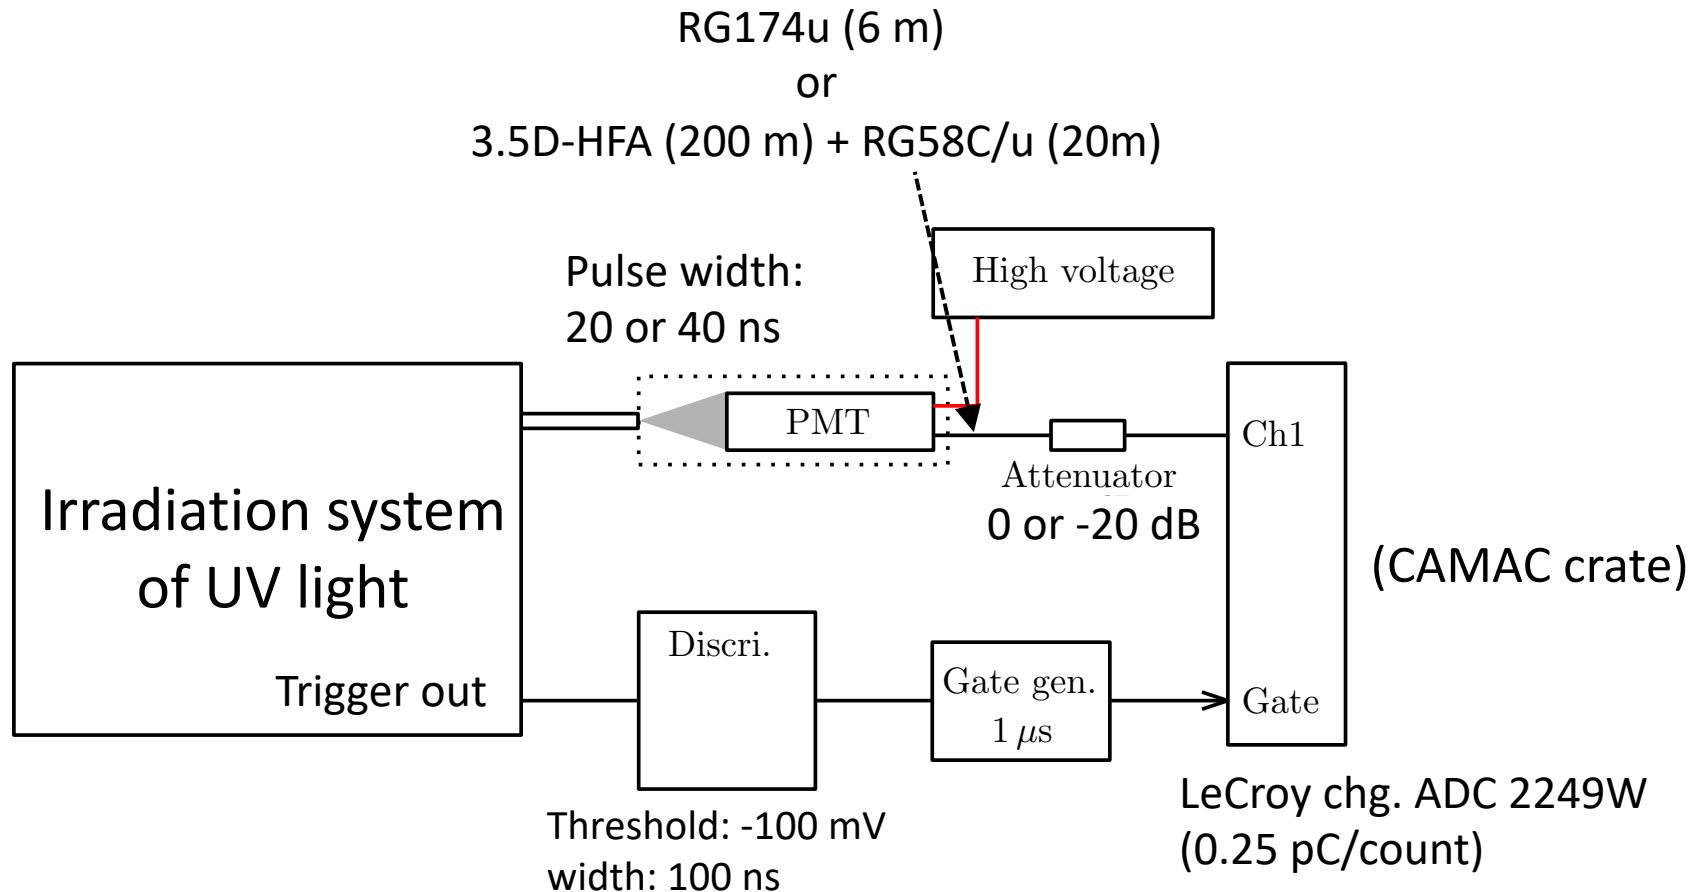 RG174u (6 m)
or
3.5D-HFA (200 m) + RG58C/u (20m)
High voltage
Pulse width:
20 or 40 ns
PMT
Ch1
Attenuator
0 or -20 dB
Irradiation system
of UV light
(CAMAC crate)
Discri.
Trigger out
Gate gen.
1 μs
Gate
Threshold: -100 mV
width: 100 ns
LeCroy chg. ADC 2249W
(0.25 pC/count)